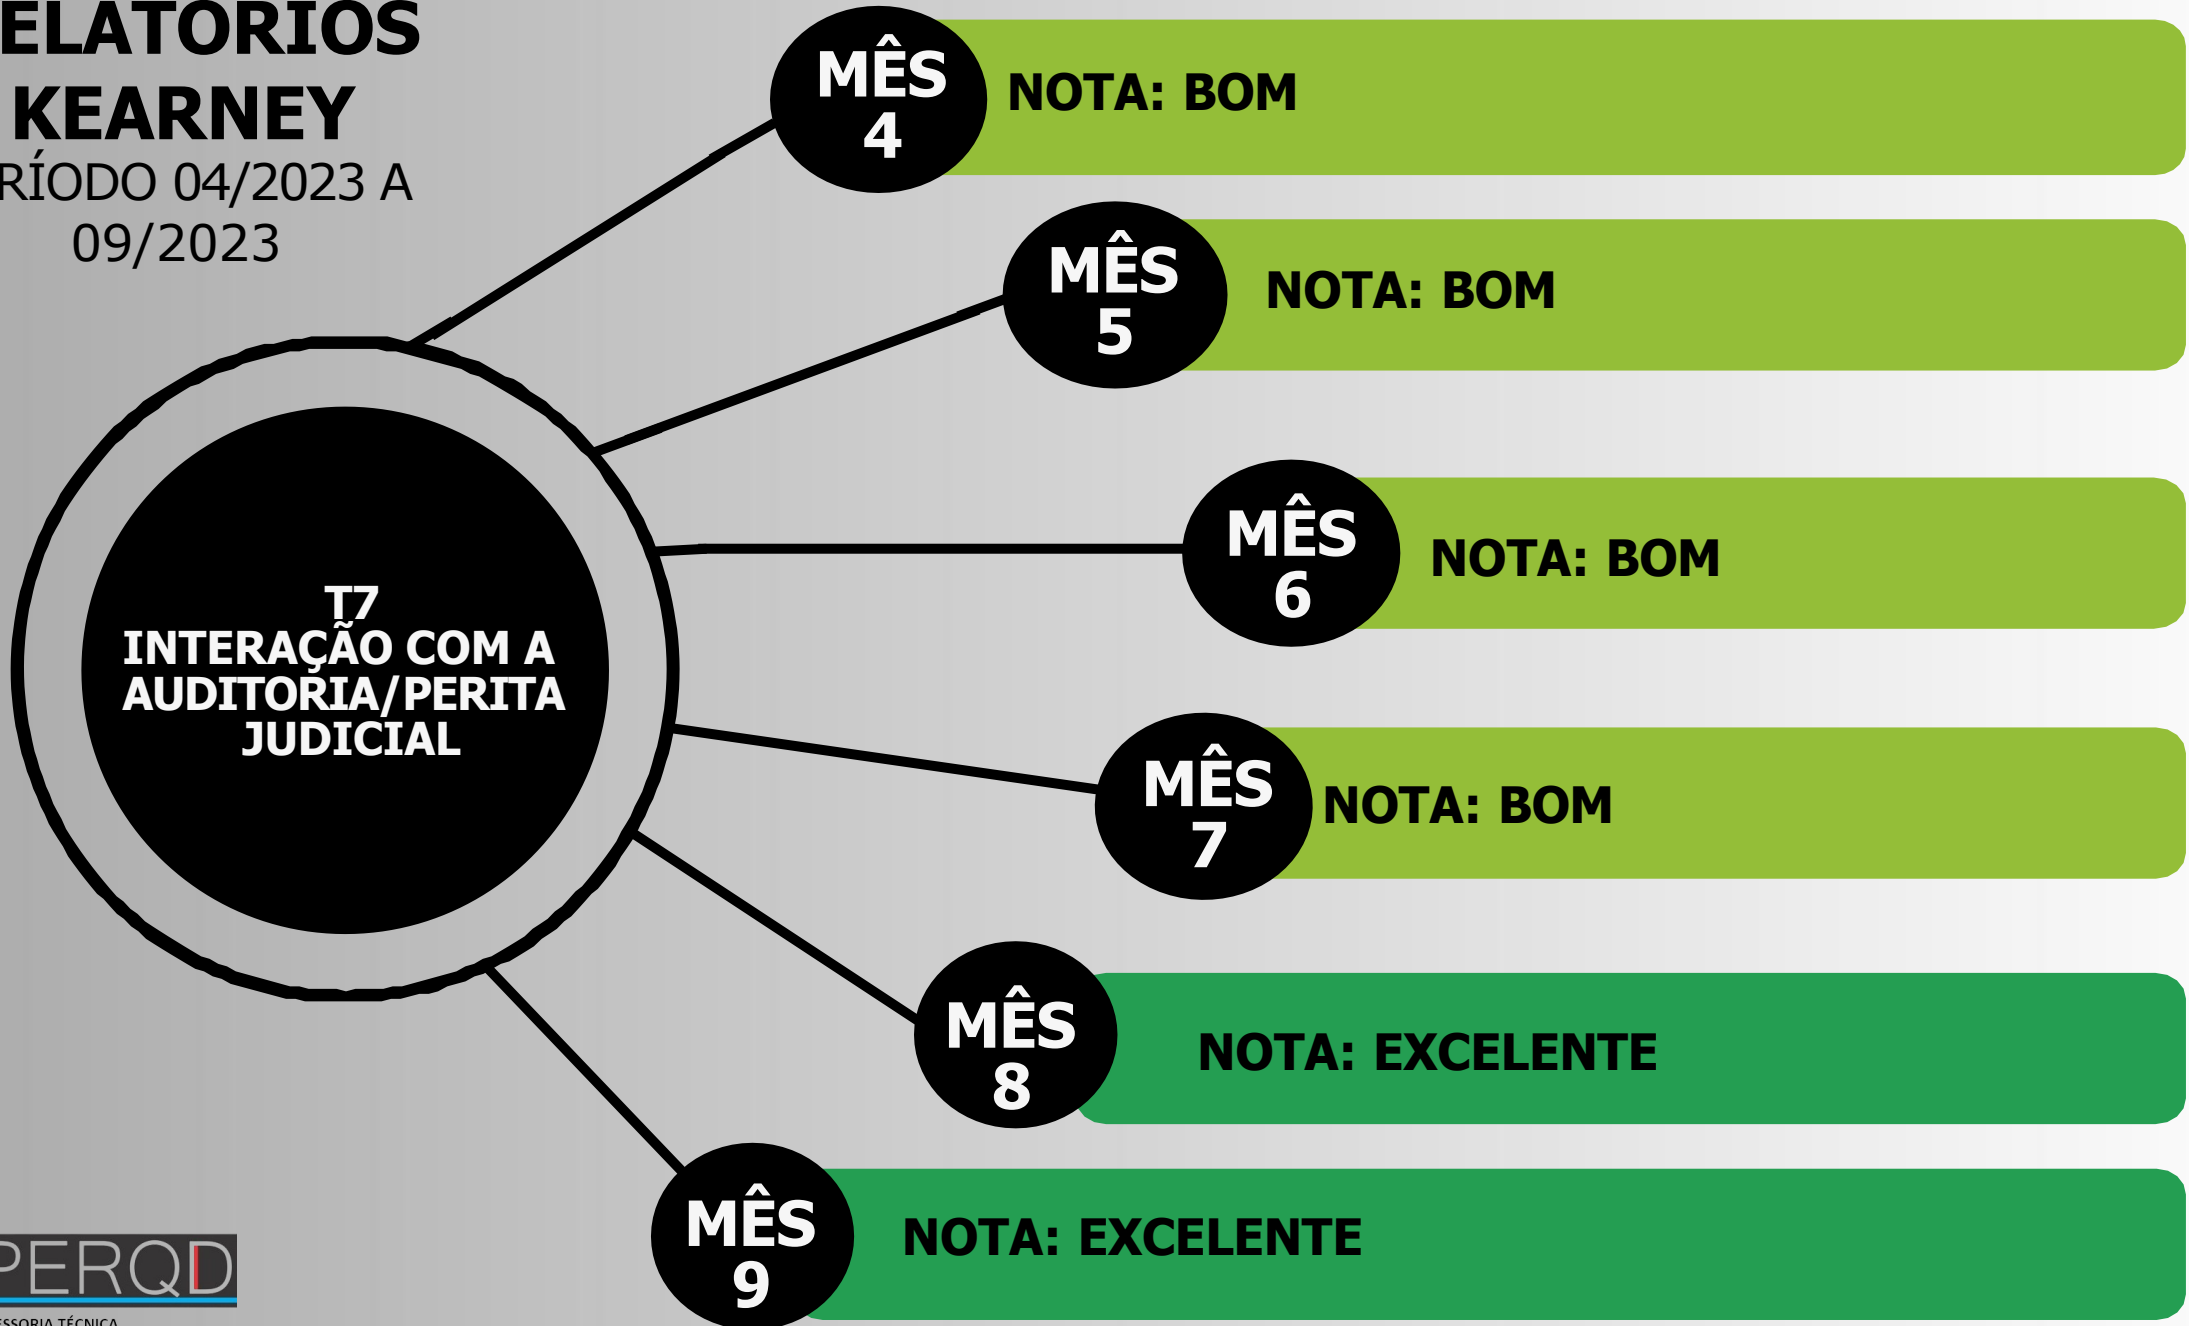 ELATÓRIOS
KEARNEY
RÍODO 04/2023 A
09/2023
MÊS
4
NOTA: BOM
MÊS
5
NOTA: BOM
MÊS
6
NOTA: BOM
T7
INTERAÇÃO COM A
AUDITORIA/PERITA
JUDICIAL
MÊS
7
NOTA: BOM
MÊS
8
NOTA: EXCELENTE
MÊS
9
NOTA: EXCELENTE
PERQD
ESSORIA TÉCNICA